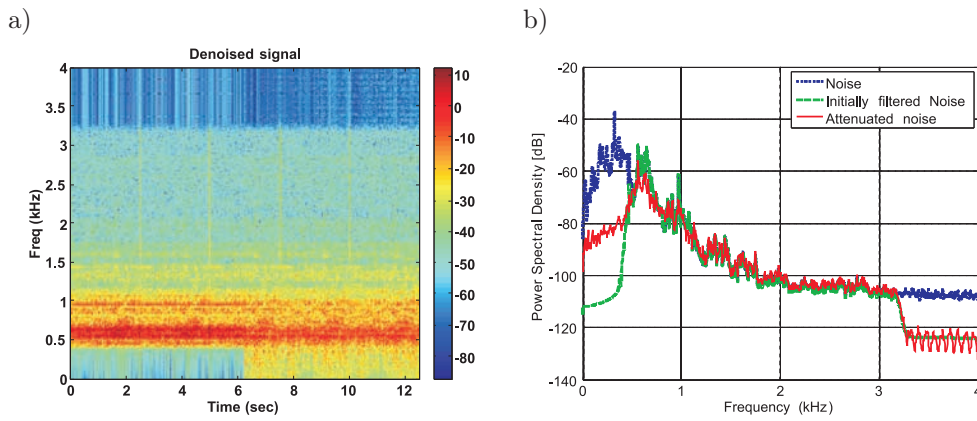 a)
Denoised signal
4
3.5
3
2.5
2
1.5
1
0.5
0
Freq (kHz)
0 2 4 6 8 10 12
Time (sec)
10
0
-10
-20
-30
-40
-50
-60
-70
-80
b)
-20
-40
-60
-80
-100
-120
-140
Power Spectral Density [dB]
Noise
Initially filtered Noise
Attenuated noise
0 1 2 3 4
Frequency (kHz)